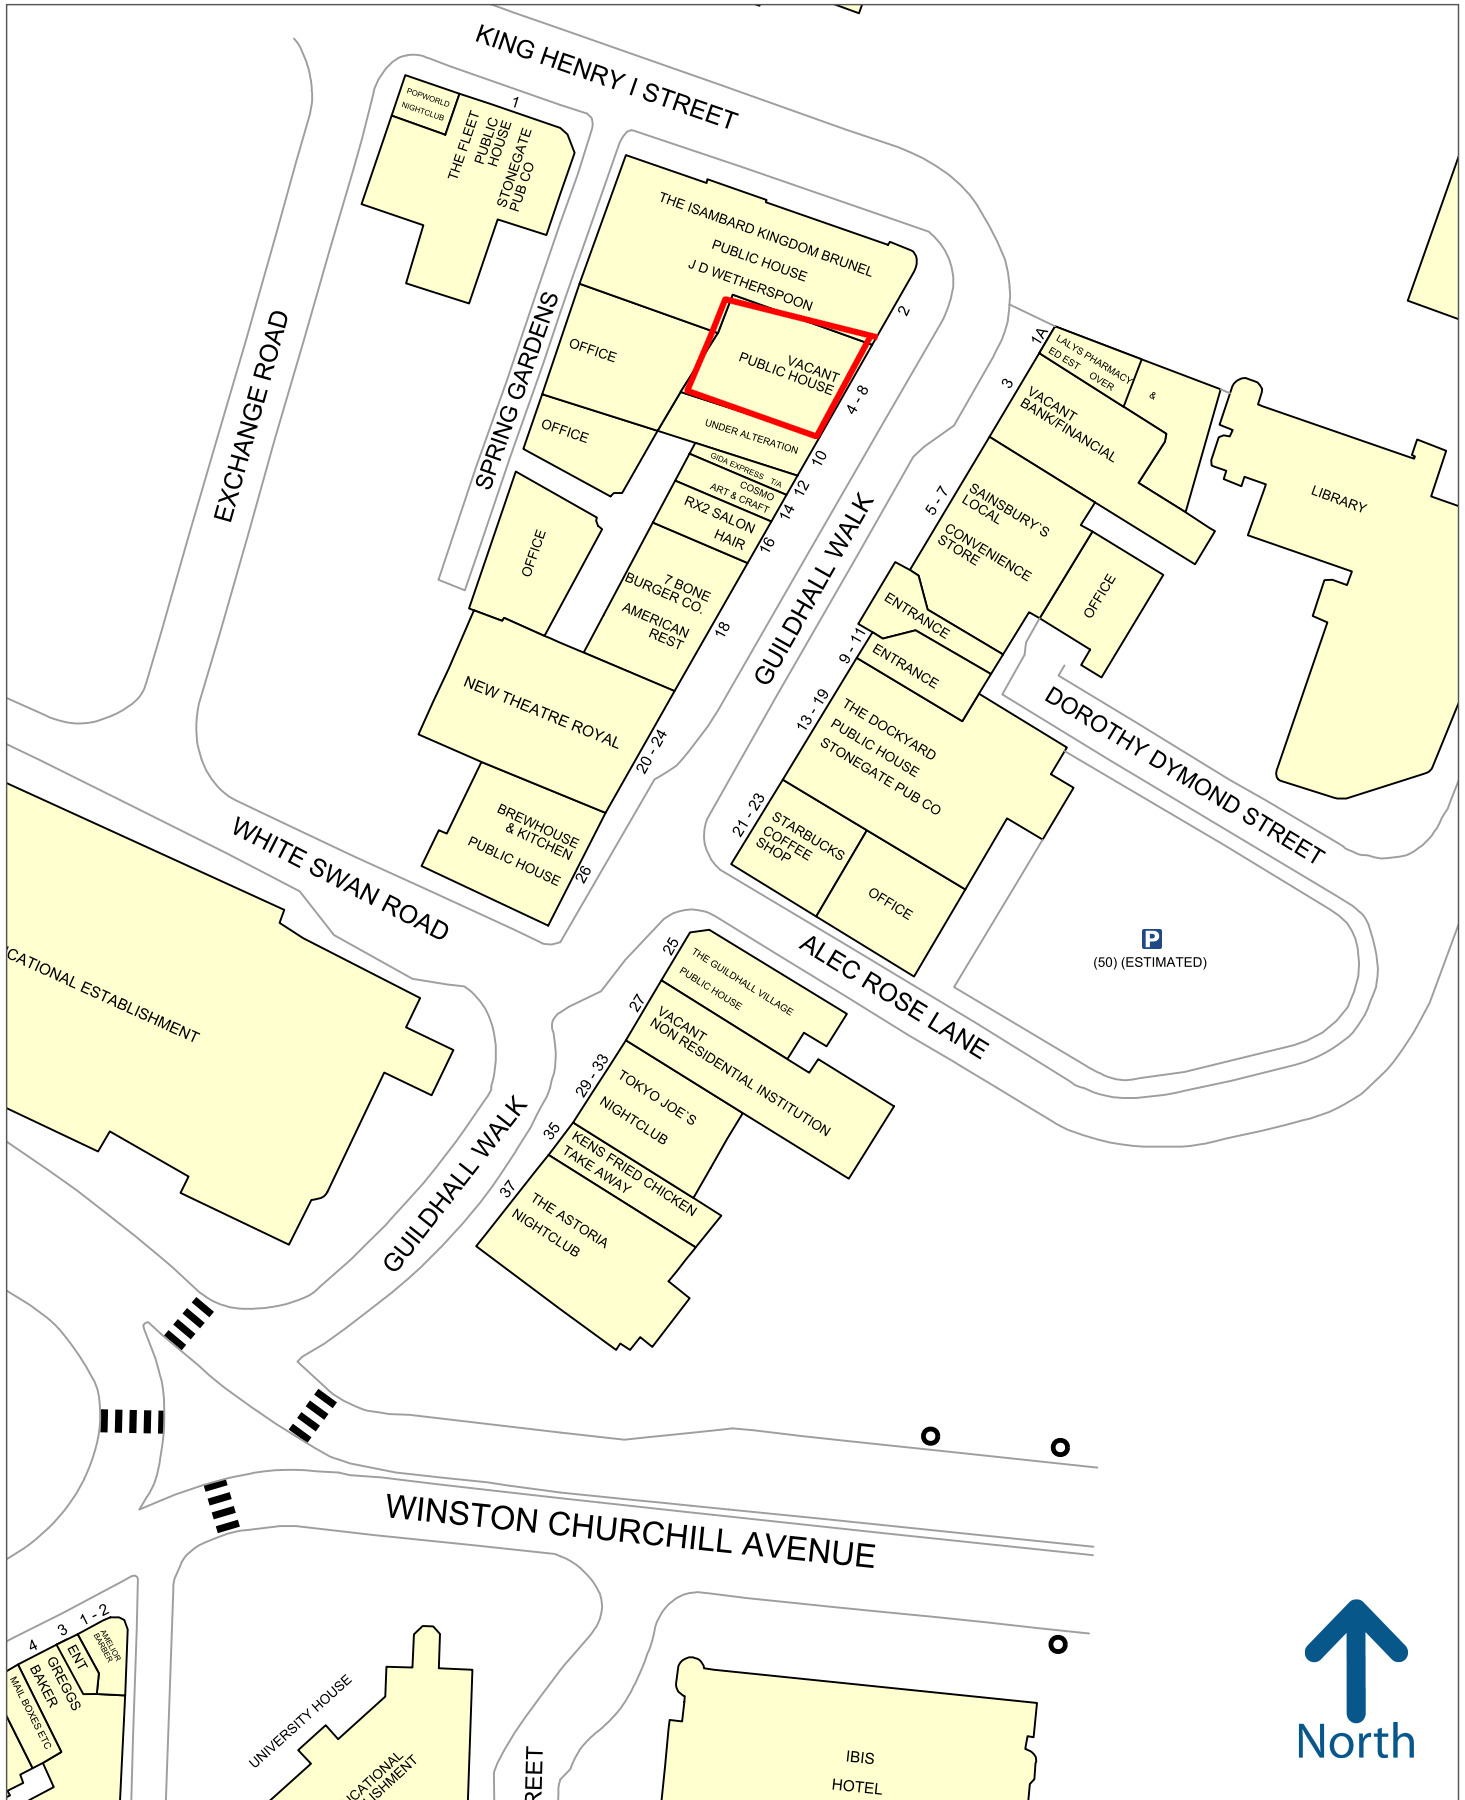 KING HENRY I STREET
POPWORLD
NIGHTCLUB
1
THE FLEET
PUBLIC
HOUSE
STONEGATE
PUB CO
THE ISAMBARD KINGDOM BRUNEL
PUBLIC HOUSE
J D WETHERSPOON
2
EXCHANGE ROAD
SPRING GARDENS
OFFICE
VACANT
PUBLIC HOUSE
4 - 8
OFFICE
UNDER ALTERATION
10
GIDA EXPRESS T/A
12
COSMO
ART & CRAFT
14
RX2 SALON
HAIR
16
OFFICE
7 BONE
BURGER CO.
AMERICAN
REST
18
NEW THEATRE ROYAL
20 - 24
BREWHOUSE
& KITCHEN
PUBLIC HOUSE
26
GUILDHALL WALK
1A
LALYS PHARMACY
ED EST OVER
&
3
VACANT
BANK/FINANCIAL
LIBRARY
5 - 7
SAINSBURY'S
LOCAL
CONVENIENCE
STORE
OFFICE
ENTRANCE
9 - 11
ENTRANCE
13 - 19
THE DOCKYARD
PUBLIC HOUSE
STONEGATE PUB CO
DOROTHY DYMOND STREET
21 - 23
STARBUCKS
COFFEE
SHOP
OFFICE
WHITE SWAN ROAD
P
(50) (ESTIMATED)
ALEC ROSE LANE
CATIONAL ESTABLISHMENT
25
THE GUILDHALL VILLAGE
PUBLIC HOUSE
27
VACANT
NON RESIDENTIAL INSTITUTION
29 - 33
TOKYO JOE'S
NIGHTCLUB
35
KENS FRIED CHICKEN
TAKE AWAY
37
THE ASTORIA
NIGHTCLUB
GUILDHALL WALK
WINSTON CHURCHILL AVENUE
1 - 2
3
4
AMELIOR
BARBER
ENT
GREGGS
BAKER
MAIL BOXES ETC
UNIVERSITY HOUSE
ICATIONAL
LISHMENT
REET
IBIS
HOTEL
North